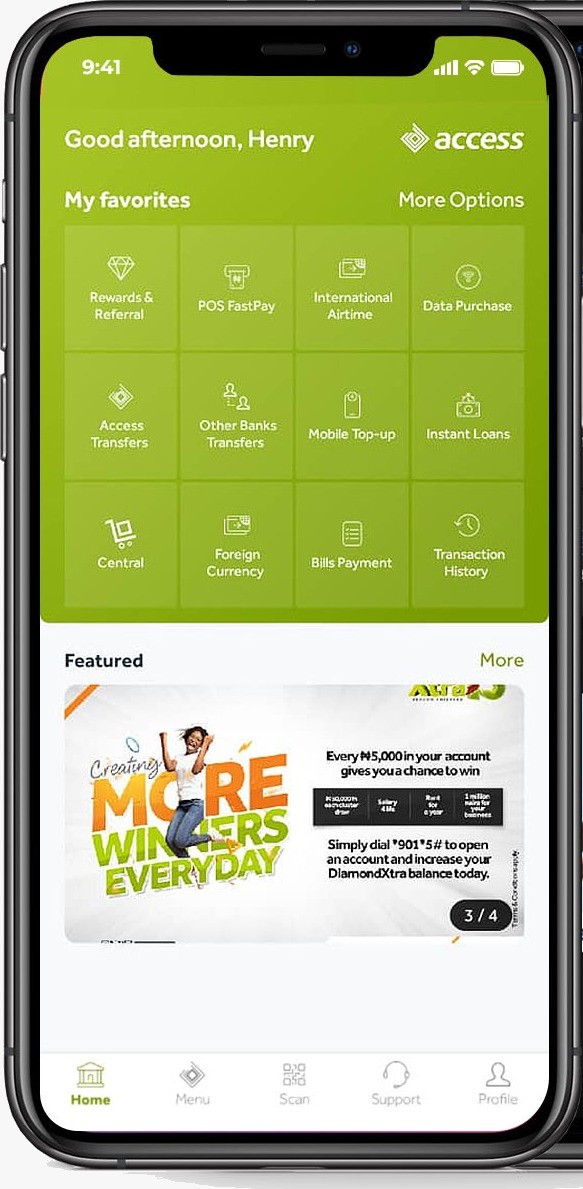 9:41
Good afternoon, Henry
access
My favorites
More Options
Rewards &
Referral
POS FastPay
International
Airtime
Data Purchase
Access
Transfers
Other Banks
Transfers
Mobile Top-up
Instant Loans
Central
Foreign
Currency
Bills Payment
Transaction
History
Featured
More
Xtra
Creating
MORE
WINNERS
EVERYDAY
Every ₦5,000 in your account
gives you a chance to win
Salary
4 life
Rent
for
a year
1 million
naira for
your
business
Simply dial *901*5# to open
an account and increase your
DiamondXtra balance today.
Terms & Conditions apply.
3 / 4
Home
Menu
Scan
Support
Profile